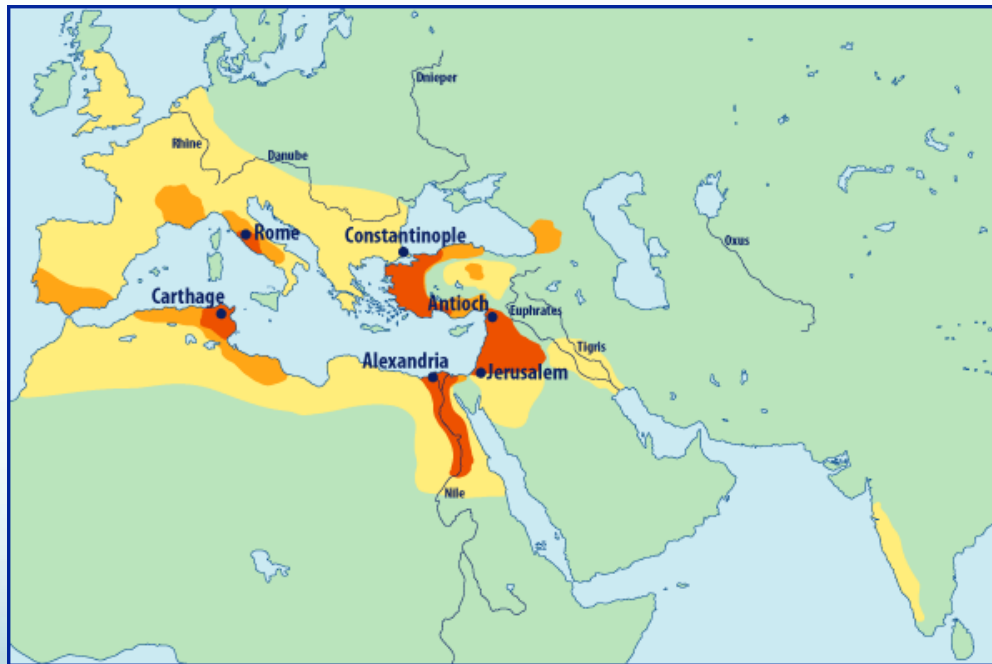 Dnieper
Rhine
Danube
Rome
Constantinople
Oxus
Carthage
Antioch
Euphrates
Tigris
Alexandria
Jerusalem
Nile